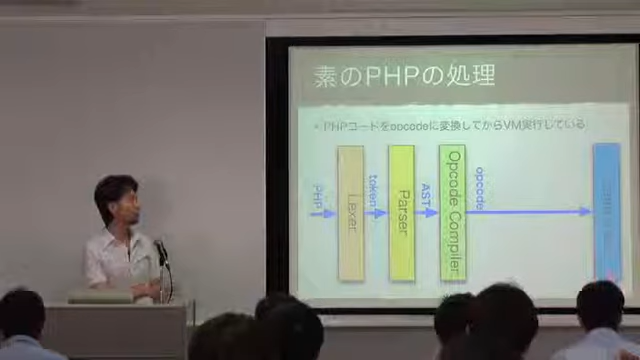 素のPHPの処理
• PHPコードをopcodeに変換してからVM実行している
PHP
Lexer
token
Parser
AST
Opcode Compiler
opcode